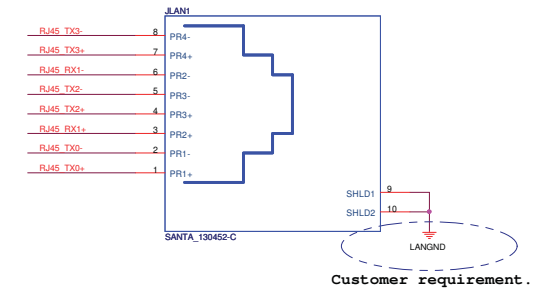 JLAN1
RJ45_TX3- 8 PR4-
RJ45_TX3+ 7 PR4+
RJ45_RX1- 6 PR2-
RJ45_TX2- 5 PR3-
RJ45_TX2+ 4 PR3+
RJ45_RX1+ 3 PR2+
RJ45_TX0- 2 PR1-
RJ45_TX0+ 1 PR1+
SHLD1 9
SHLD2 10
SANTA_130452-C
LANGND
Customer requirement.